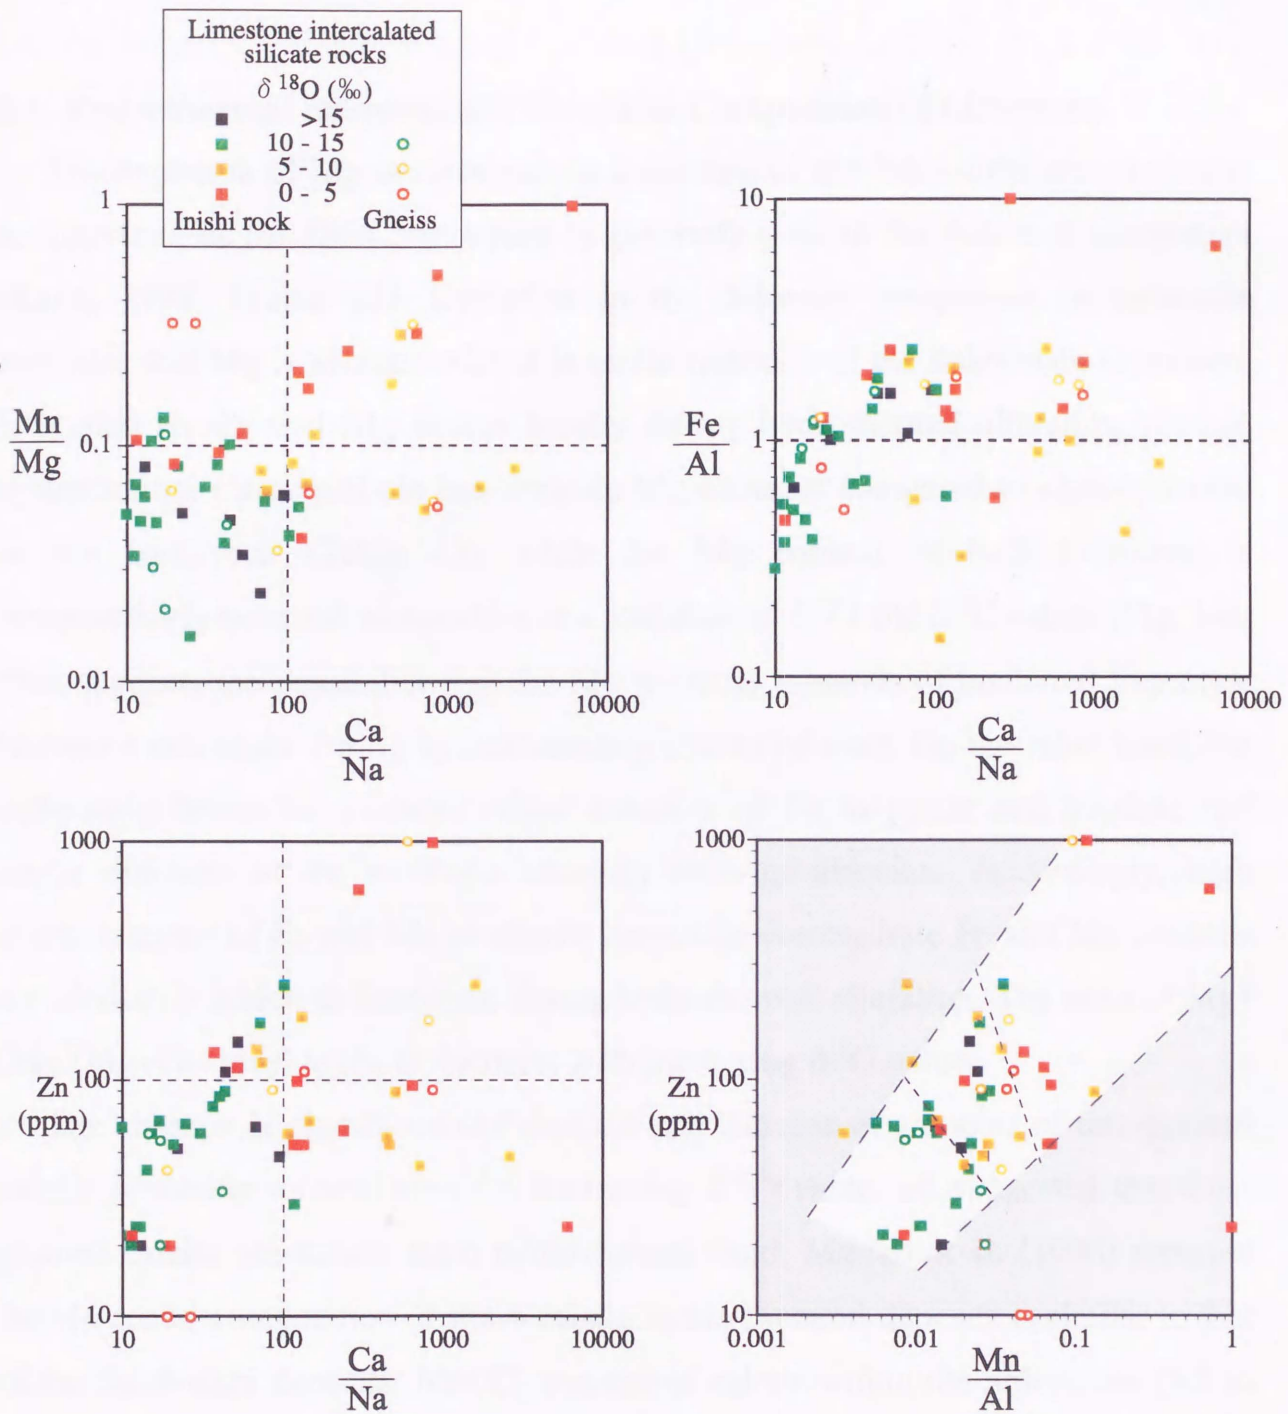 Limestone intercalated
silicate rocks
δ 18O (‰)
>15
10 - 15
5 - 10
0 - 5
Inishi rock Gneiss
1
0.1
0.01
Mn
Mg
10 100 1000 10000
Ca
Na
10
1
0.1
Fe
Al
10 100 1000 10000
Ca
Na
1000
100
10
Zn
(ppm)
10 100 1000 10000
Ca
Na
1000
100
10
Zn
(ppm)
0.001 0.01 0.1 1
Mn
Al